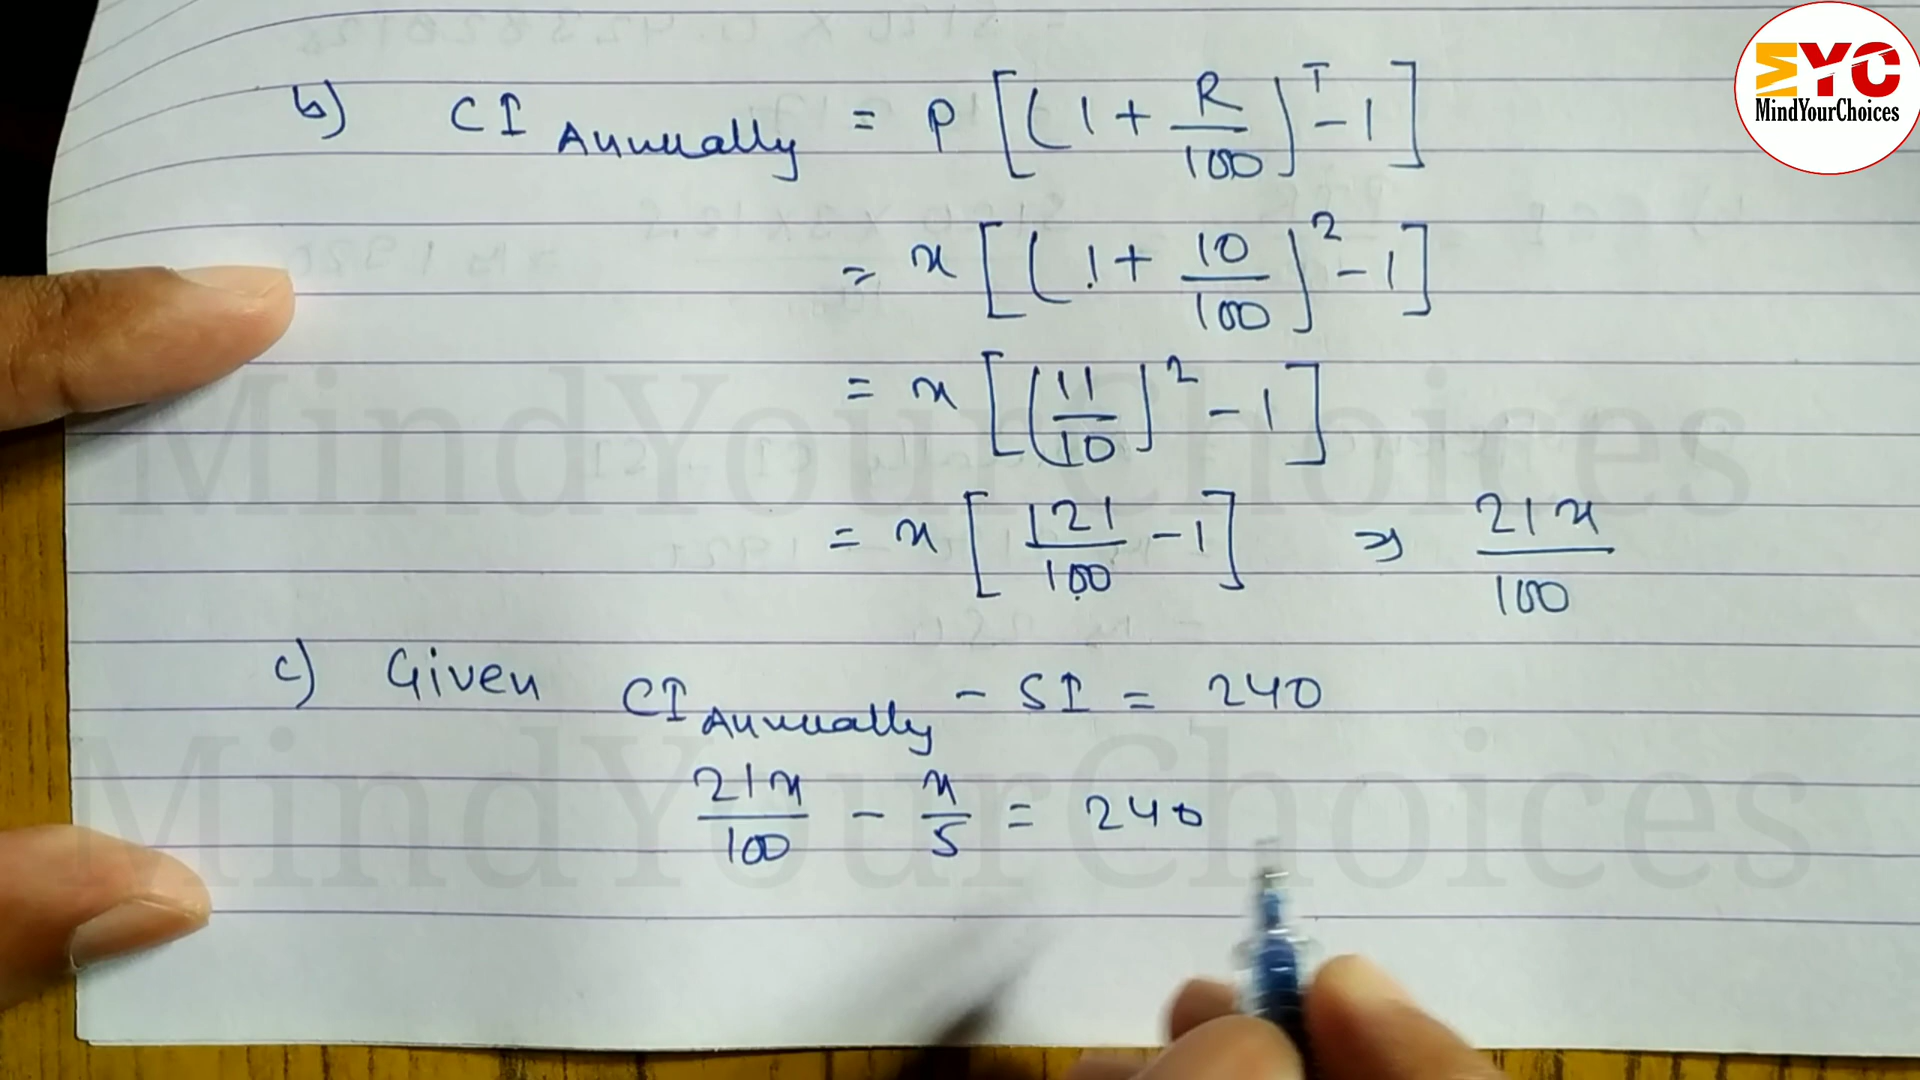 MYC
MindYourChoices
b) CI Annually = P [(1 + R/100)^T - 1]
= x [(1 + 10/100)^2 - 1]
= x [(11/10)^2 - 1]
= x [121/100 - 1] ⇒ 21x/100
c) Given CI Annually - SI = 240
21x/100 - x/5 = 240
MindYourChoices
MindYourChoices